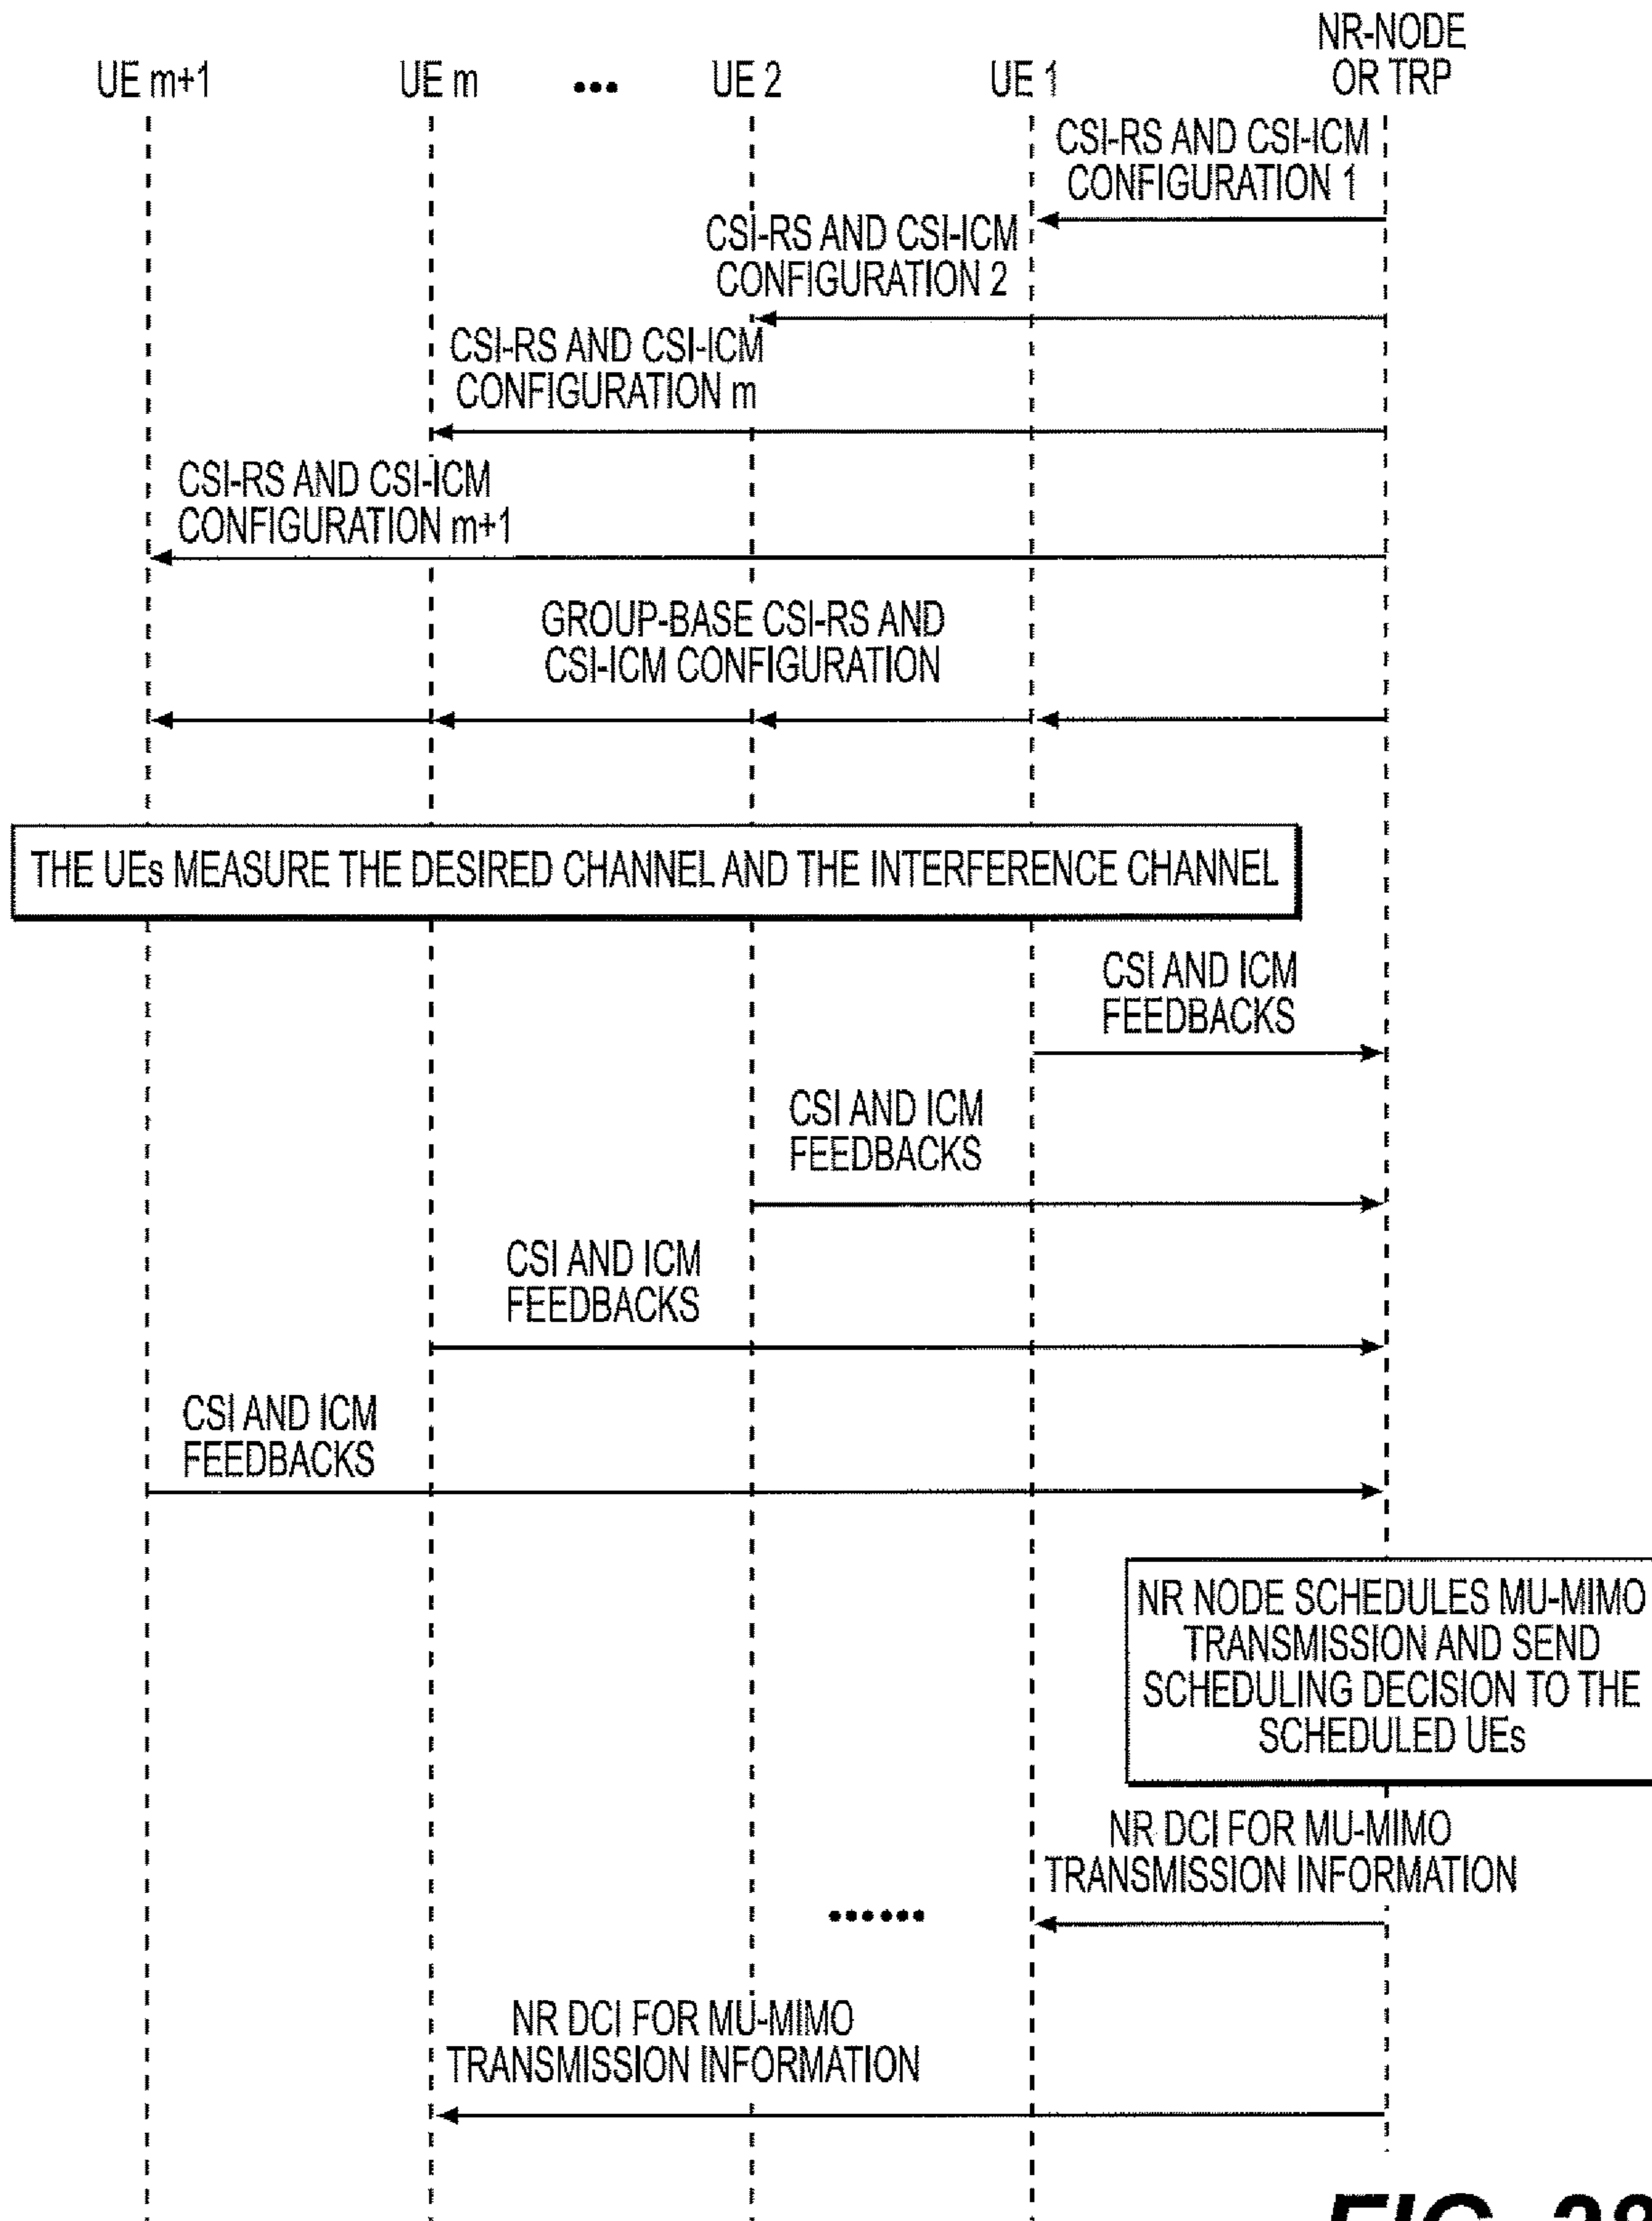 UE m+1
UE m
•••
UE 2
UE 1
NR-NODE
OR TRP
CSI-RS AND CSI-ICM
CONFIGURATION 1
CSI-RS AND CSI-ICM
CONFIGURATION 2
CSI-RS AND CSI-ICM
CONFIGURATION m
CSI-RS AND CSI-ICM
CONFIGURATION m+1
GROUP-BASE CSI-RS AND
CSI-ICM CONFIGURATION
THE UEs MEASURE THE DESIRED CHANNEL AND THE INTERFERENCE CHANNEL
CSI AND ICM
FEEDBACKS
CSI AND ICM
FEEDBACKS
CSI AND ICM
FEEDBACKS
CSI AND ICM
FEEDBACKS
NR NODE SCHEDULES MU-MIMO
TRANSMISSION AND SEND
SCHEDULING DECISION TO THE
SCHEDULED UEs
NR DCI FOR MU-MIMO
TRANSMISSION INFORMATION
••••••
NR DCI FOR MU-MIMO
TRANSMISSION INFORMATION